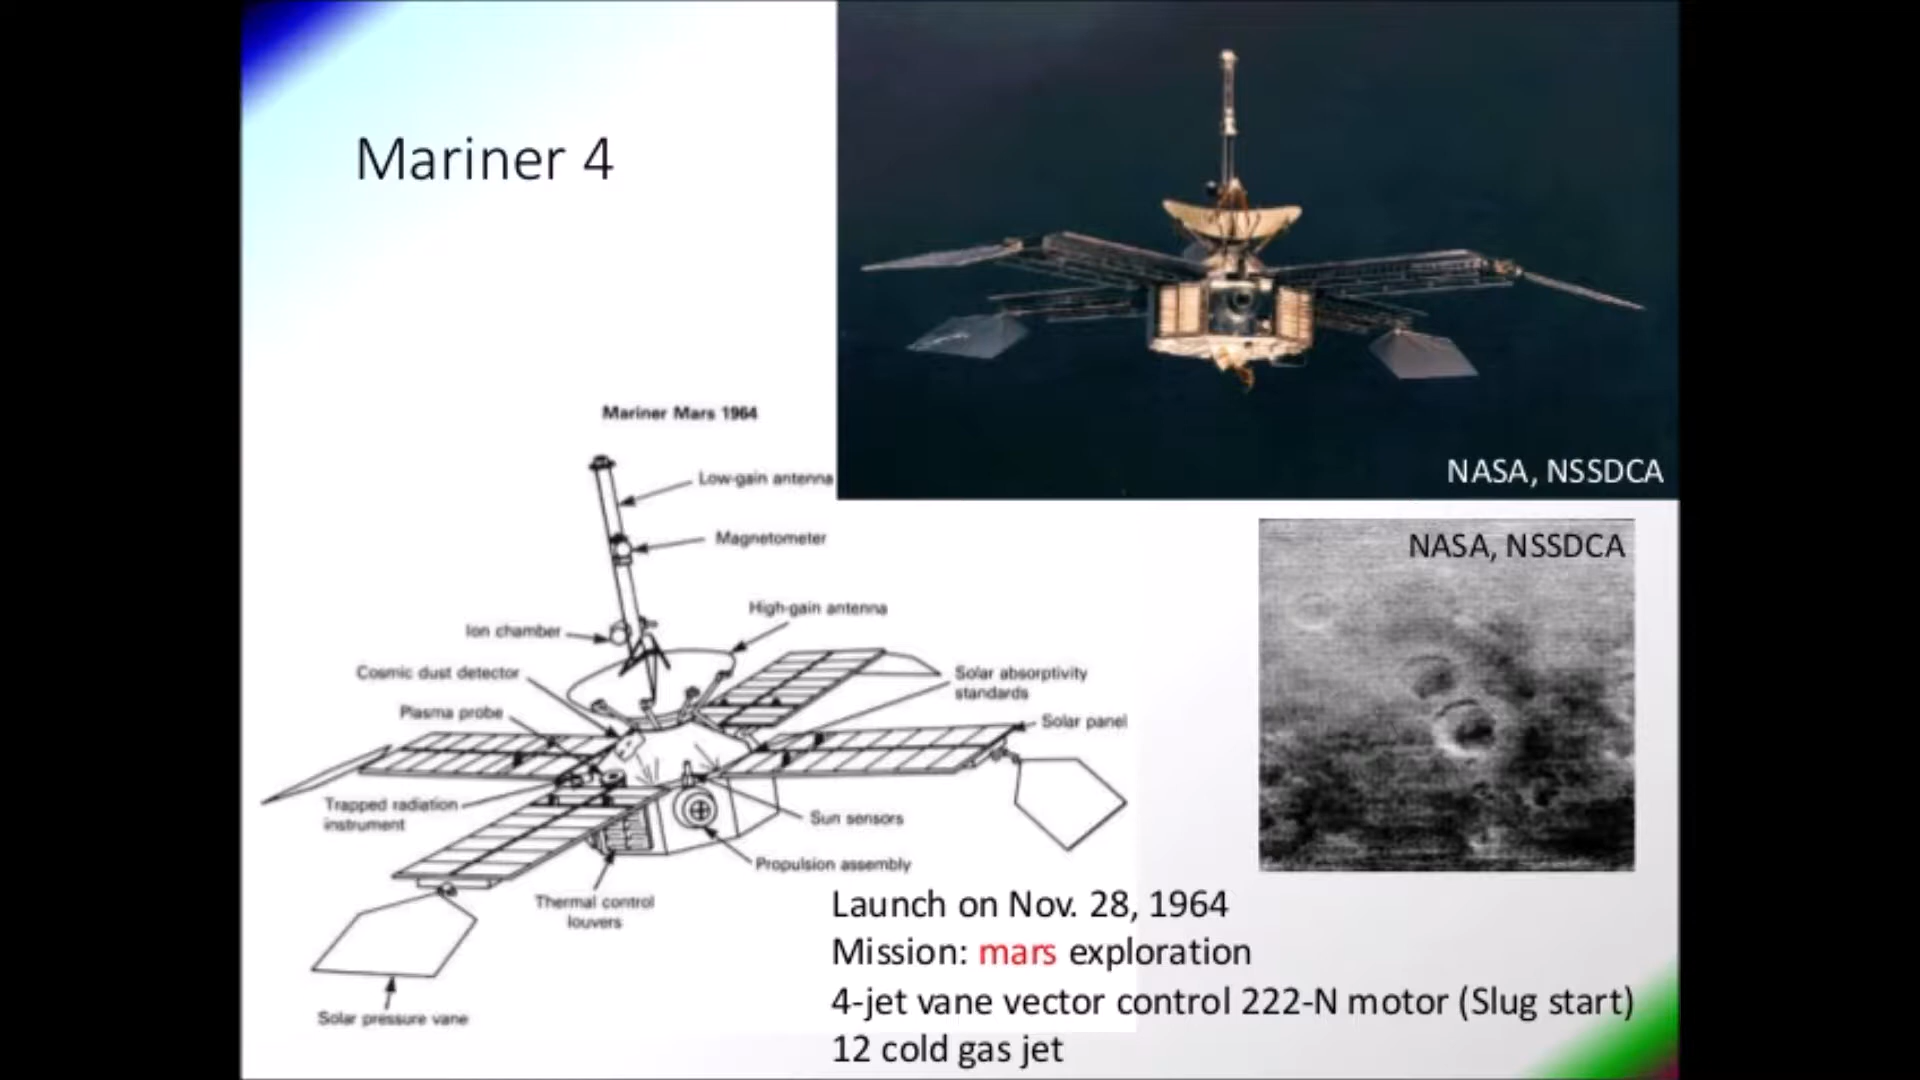 Mariner 4
NASA, NSSDCA
NASA, NSSDCA
Mariner Mars 1964
Low-gain antenna
Magnetometer
High-gain antenna
Ion chamber
Cosmic dust detector
Solar absorptivity
standards
Plasma probe
Solar panel
Trapped radiation
instrument
Sun sensors
Propulsion assembly
Thermal control
louvers
Solar pressure vane
Launch on Nov. 28, 1964
Mission: mars exploration
4-jet vane vector control 222-N motor (Slug start)
12 cold gas jet